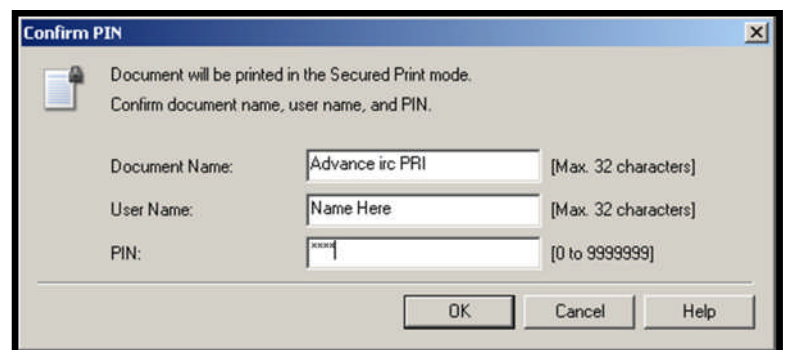 Confirm PIN
Document will be printed in the Secured Print mode.
Confirm document name, user name, and PIN.
Document Name: Advance irc PRI [Max. 32 characters]
User Name: Name Here [Max. 32 characters]
PIN: xxxx [0 to 9999999]
OK Cancel Help